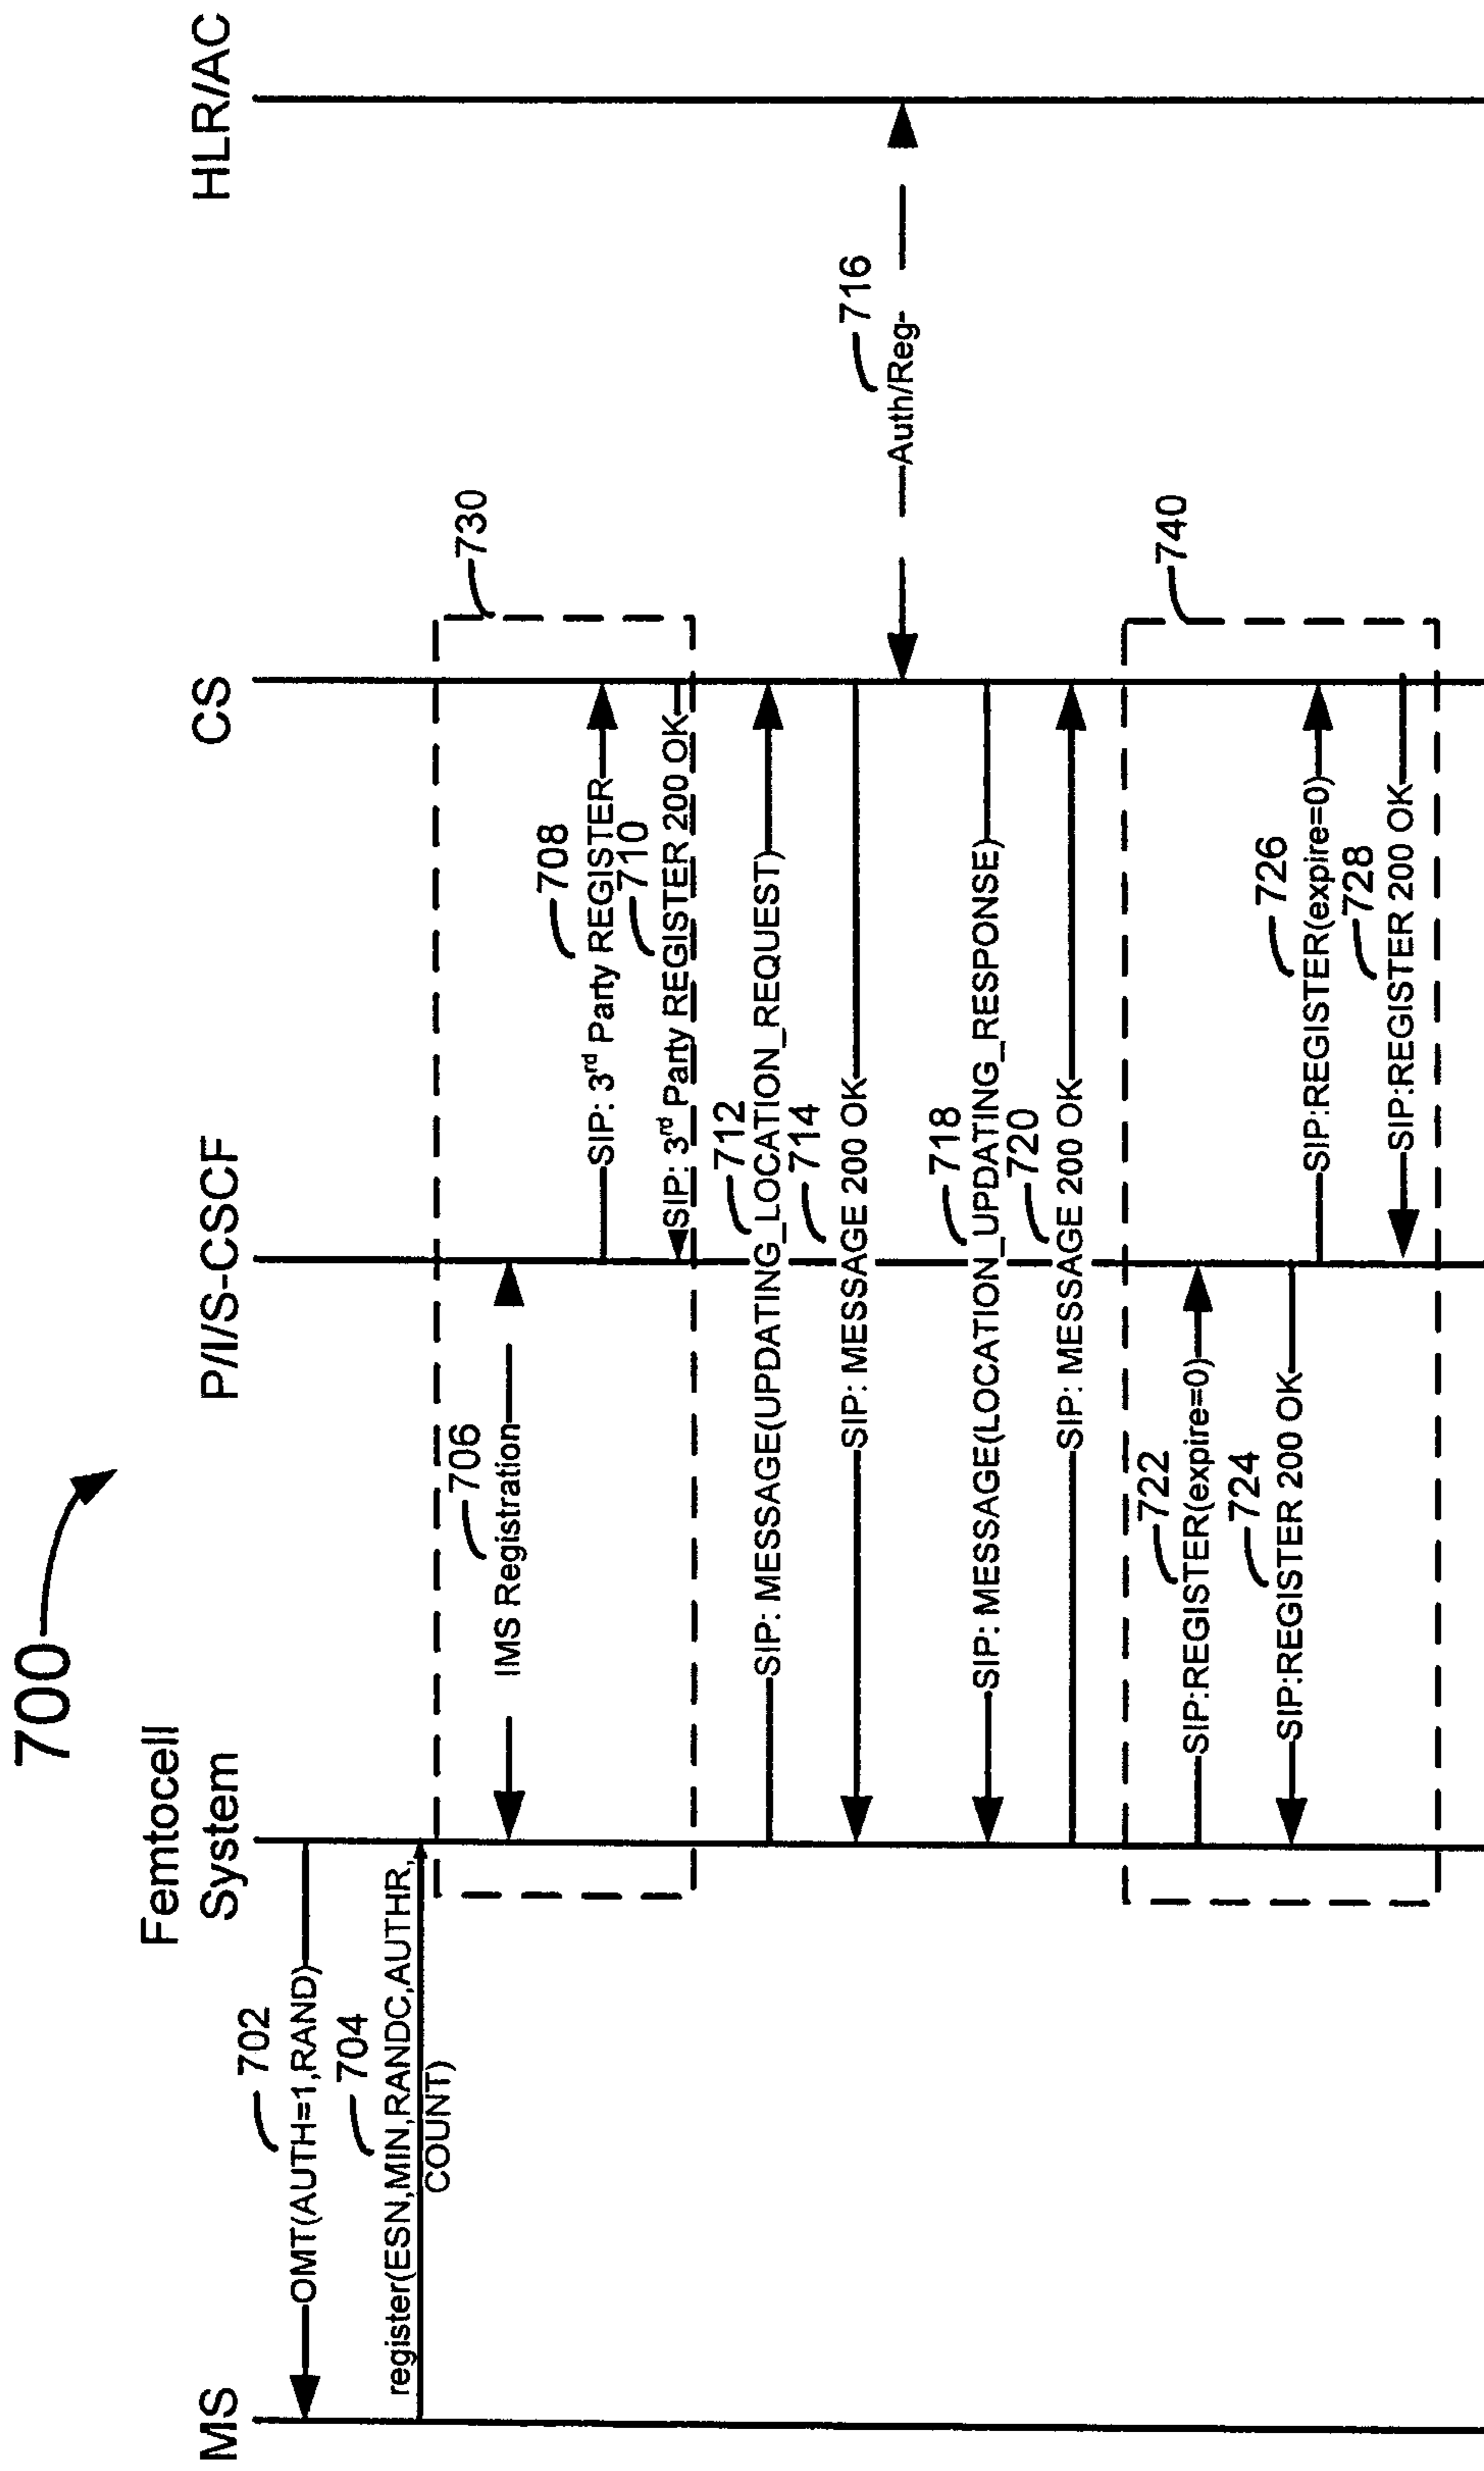 700
MS
Femtocell
System
P/I/S-CSCF
CS
HLR/AC
702
OMT(AUTH=1,RAND)
704
register(ESN,MIN,RANDC,AUTHR,
COUNT)
730
706
IMS Registration
708
SIP: 3rd Party REGISTER
710
SIP: 3rd Party REGISTER 200 OK
712
SIP: MESSAGE(UPDATING_LOCATION_REQUEST)
714
SIP: MESSAGE 200 OK
716
Auth/Reg
718
SIP: MESSAGE(LOCATION_UPDATING_RESPONSE)
720
SIP: MESSAGE 200 OK
740
722
SIP:REGISTER(expire=0)
724
SIP:REGISTER 200 OK
726
SIP:REGISTER(expire=0)
728
SIP:REGISTER 200 OK